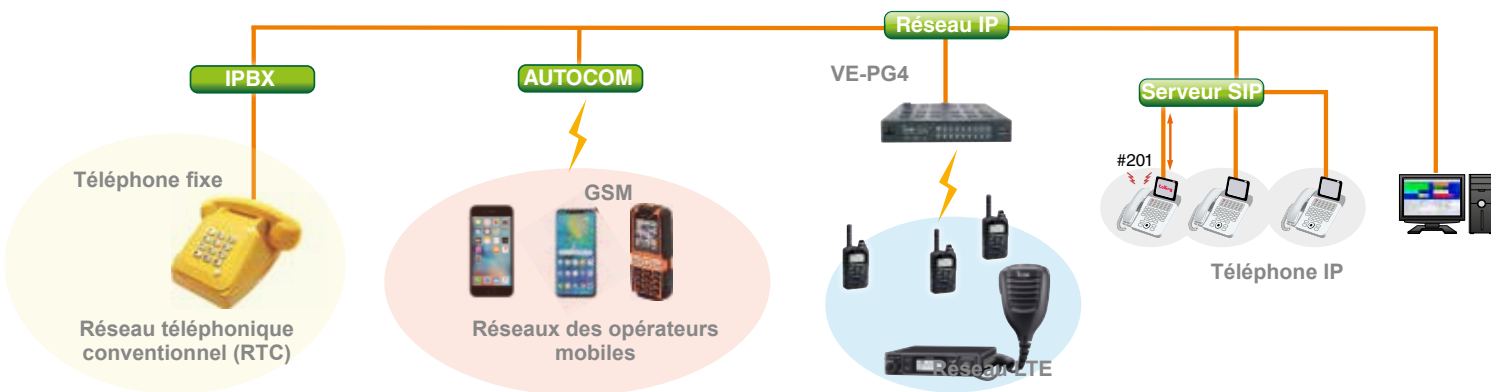 Réseau IP
IPBX
AUTOCOM
VE-PG4
Serveur SIP
#201
Téléphone fixe
GSM
Téléphone IP
Réseau téléphonique
conventionnel (RTC)
Réseaux des opérateurs
mobiles
Réseau LTE